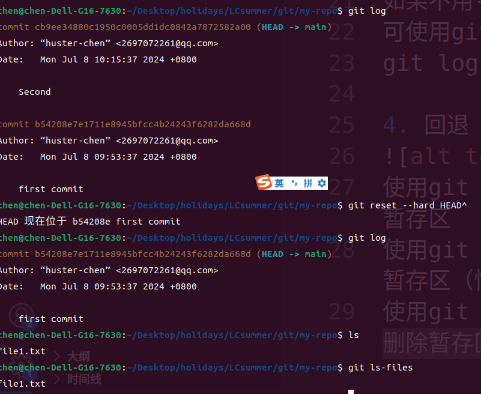 chen@chen-Dell-G16-7630:~/Desktop/holidays/LCsummer/git/my-repo$ git log
commit cb9ee34880c1950c0005dd1dc0842a7872582a00 (HEAD -> main)
Author: “huster-chen” <2697072261@qq.com>
Date:   Mon Jul 8 10:15:37 2024 +0800
Second
commit b54208e7e1711e8945bfcc4b24243f6282da668d
Author: “huster-chen” <2697072261@qq.com>
Date:   Mon Jul 8 09:53:37 2024 +0800
first commit
英 拼
chen@chen-Dell-G16-7630:~/Desktop/holidays/LCsummer/git/my-repo$ git reset --hard HEAD^
HEAD 现在位于 b54208e first commit
chen@chen-Dell-G16-7630:~/Desktop/holidays/LCsummer/git/my-repo$ git log
commit b54208e7e1711e8945bfcc4b24243f6282da668d (HEAD -> main)
Author: “huster-chen” <2697072261@qq.com>
Date:   Mon Jul 8 09:53:37 2024 +0800
first commit
chen@chen-Dell-G16-7630:~/Desktop/holidays/LCsummer/git/my-repo$ ls
file1.txt
chen@chen-Dell-G16-7630:~/Desktop/holidays/LCsummer/git/my-repo$ git ls-files
file1.txt
大纲
时间线
22 可使用git
23 git log
24
25 4. 回退
26 ![alt t
27 使用git
暂存区
28 使用git
暂存区
29 使用git
删除暂存区